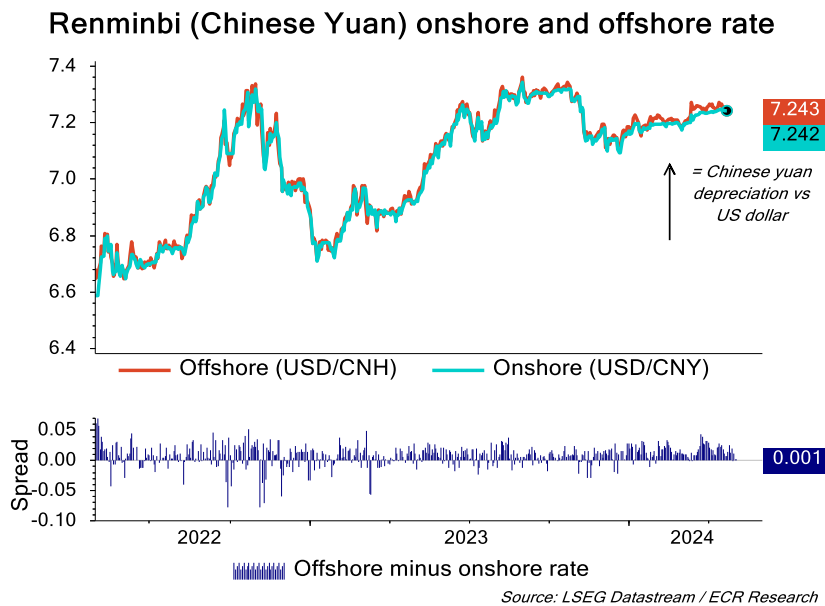 Renminbi (Chinese Yuan) onshore and offshore rate
7.4
7.2
7.0
6.8
6.6
6.4
7.243
7.242
= Chinese yuan
depreciation vs
US dollar
Offshore (USD/CNH)
Onshore (USD/CNY)
Spread
0.05
0.00
-0.05
-0.10
0.001
2022
2023
2024
Offshore minus onshore rate
Source: LSEG Datastream / ECR Research